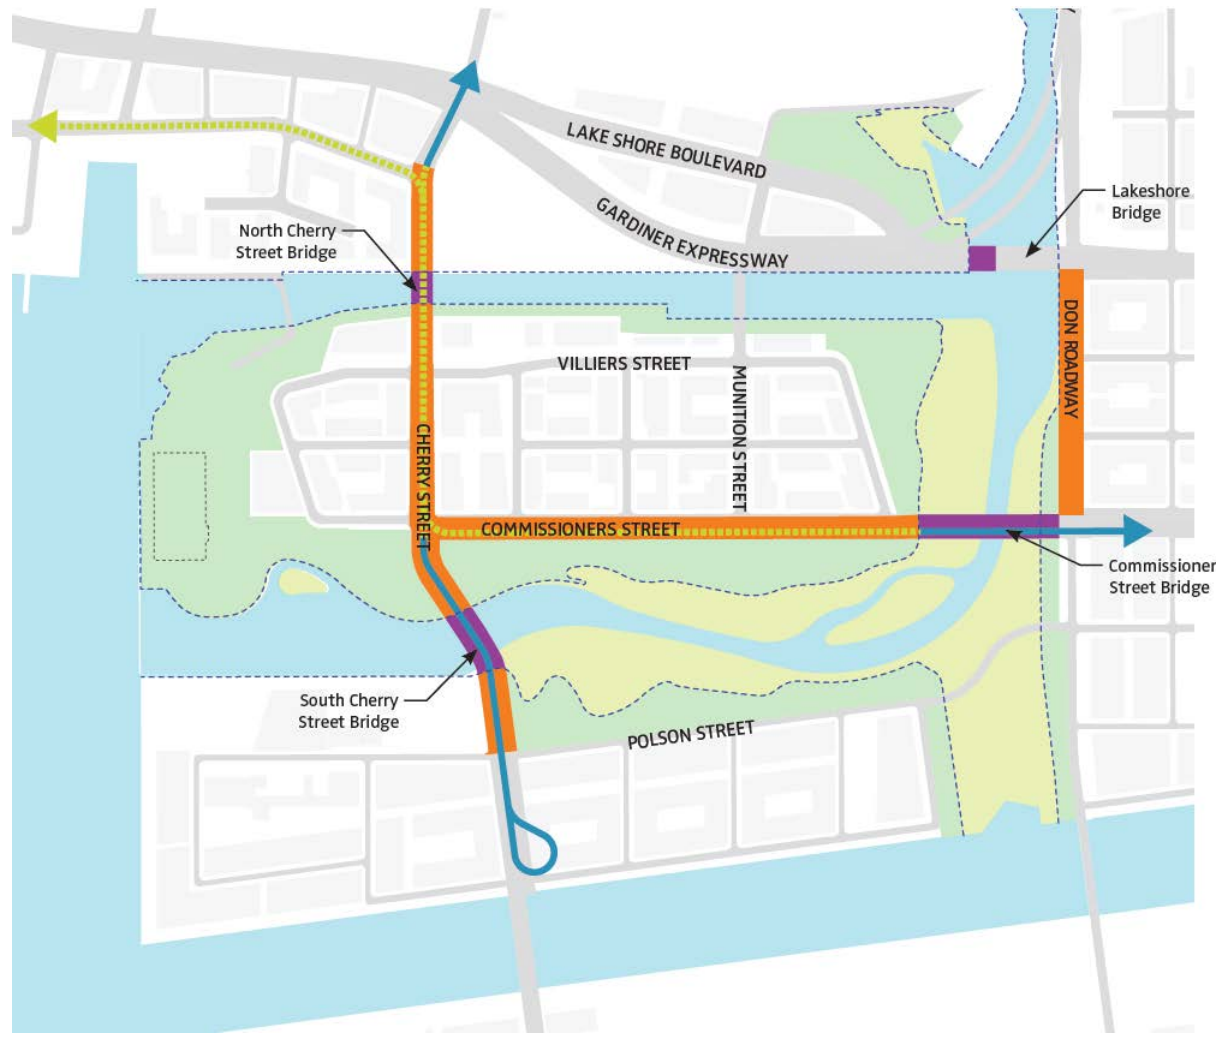 LAKE SHORE BOULEVARD
Lakeshore
Bridge
GARDINER EXPRESSWAY
North Cherry
Street Bridge
DON ROADWAY
VILLIERS STREET
MUNITION STREET
CHERRY STREET
COMMISSIONERS STREET
Commissioner
Street Bridge
South Cherry
Street Bridge
POLSON STREET